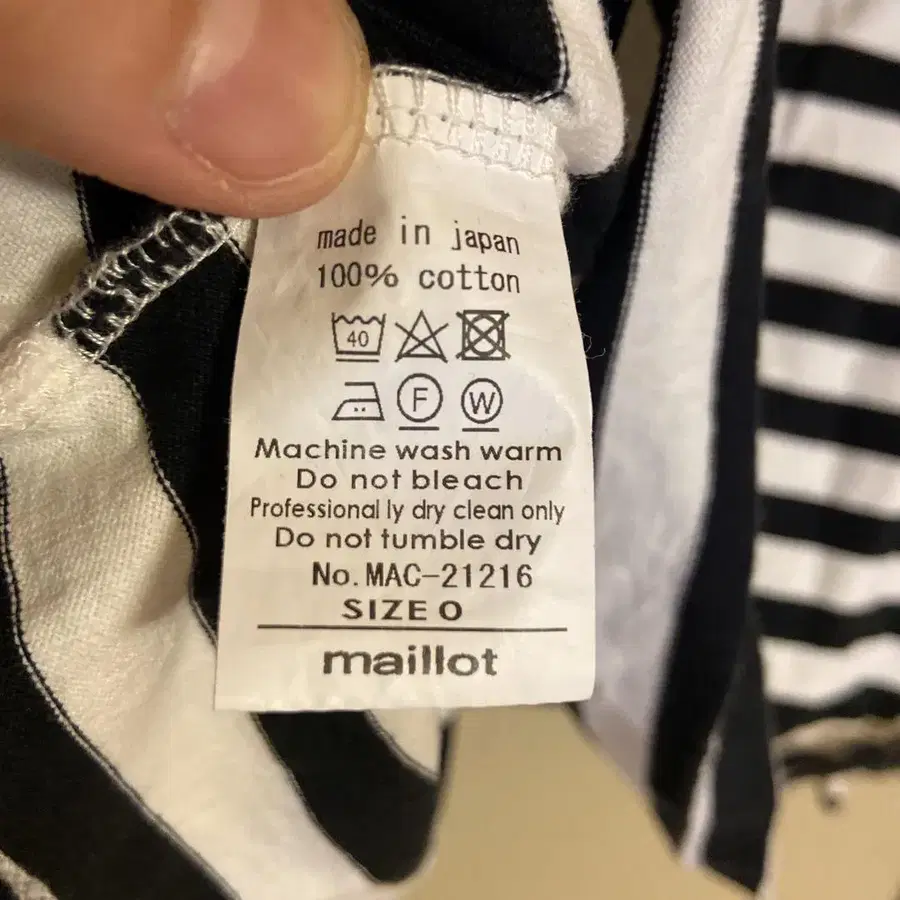 made in japan
100% cotton
40
F W
Machine wash warm
Do not bleach
Professional ly dry clean only
Do not tumble dry
No. MAC-21216
SIZE 0
maillot